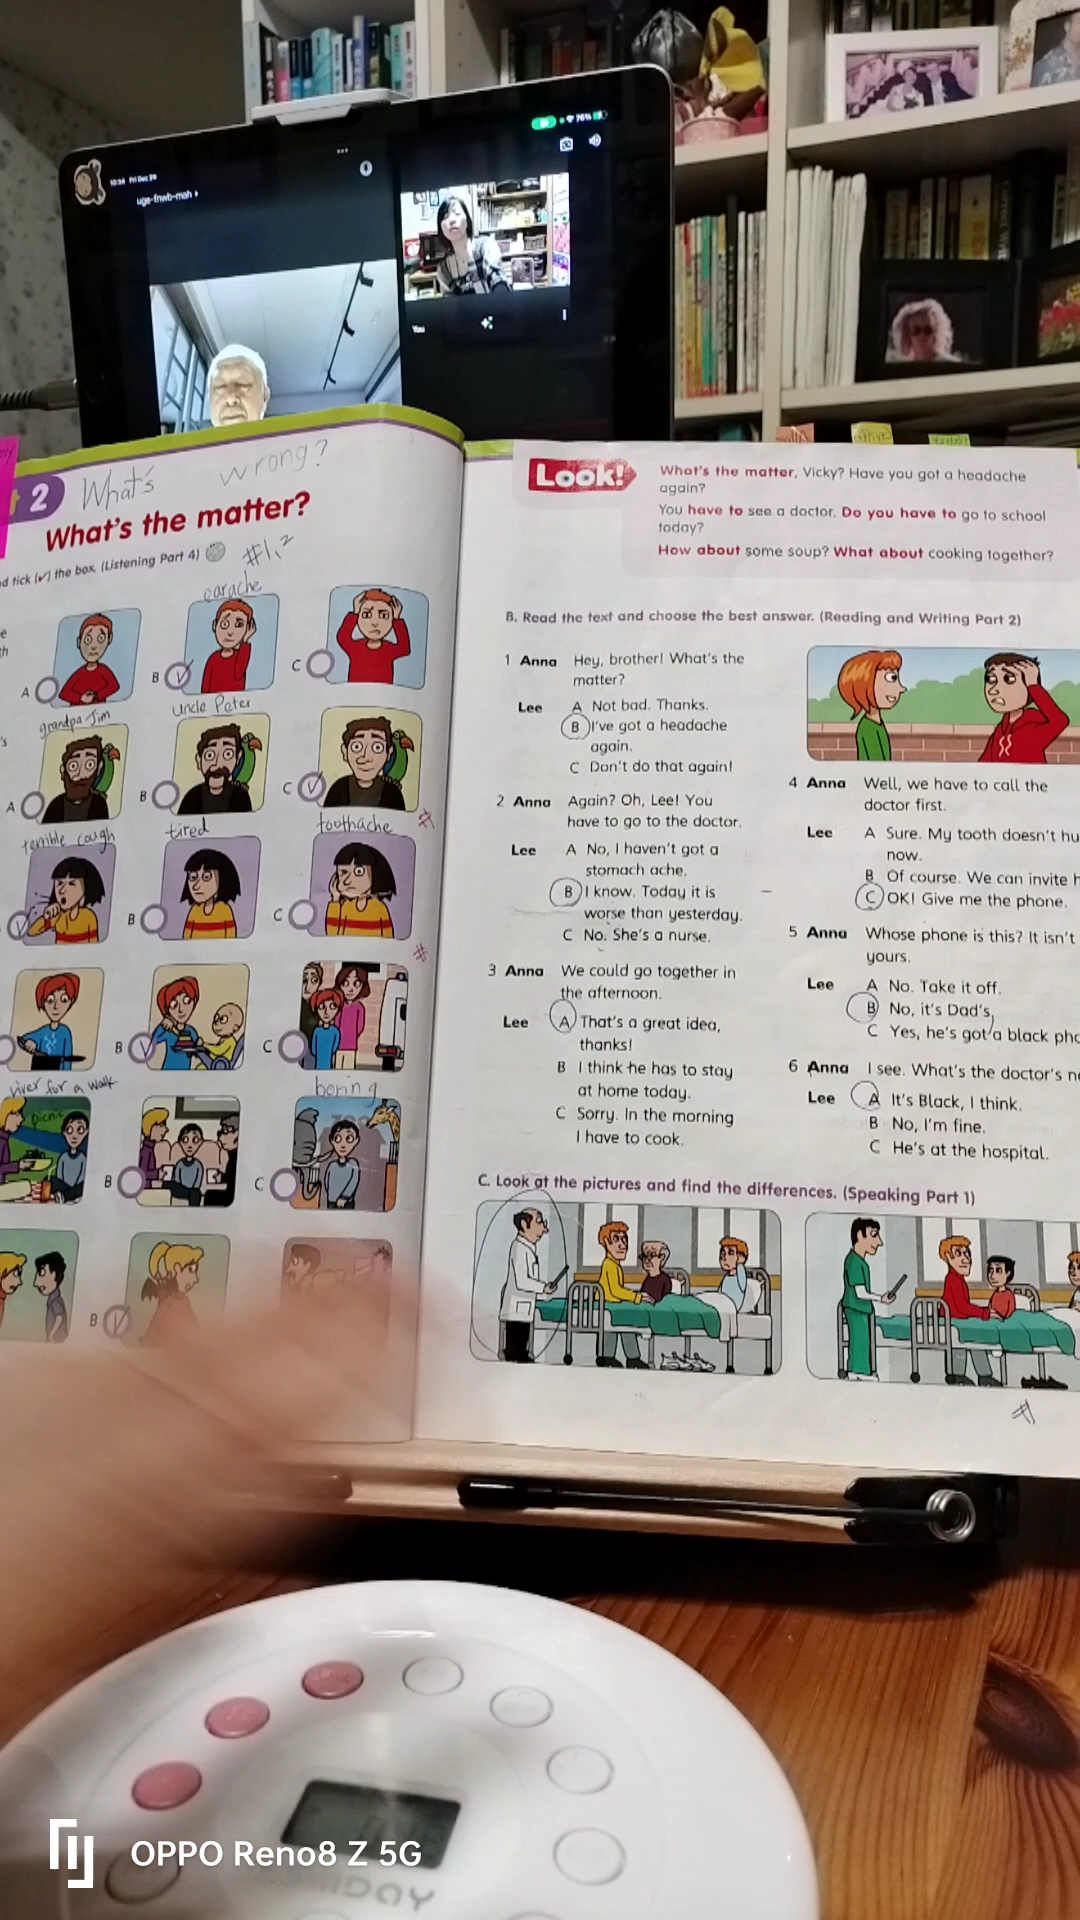 10:34 Fri Dec
76%
uge-fnwb-mah
You
2
What's wrong?
What's the matter?
d tick (✓) the box. (Listening Part 4)
#1,2
earache
A
B
C
grandpa Jim
uncle Peter
A
B
C
terrible cough
tired
toothache
B
C
B
C
river for a walk
boring
picnic
B
C
B
Look!
What's the matter, Vicky? Have you got a headache
again?
You have to see a doctor. Do you have to go to school
today?
How about some soup? What about cooking together?
B. Read the text and choose the best answer. (Reading and Writing Part 2)
1 Anna Hey, brother! What's the
matter?
Lee A Not bad. Thanks.
B I've got a headache
again.
C Don't do that again!
2 Anna Again? Oh, Lee! You
have to go to the doctor.
Lee A No, I haven't got a
stomach ache.
B I know. Today it is
worse than yesterday.
C No. She's a nurse.
3 Anna We could go together in
the afternoon.
Lee A That's a great idea,
thanks!
B I think he has to stay
at home today.
C Sorry. In the morning
I have to cook.
4 Anna Well, we have to call the
doctor first.
Lee A Sure. My tooth doesn't hu
now.
B Of course. We can invite h
C OK! Give me the phone.
5 Anna Whose phone is this? It isn't
yours.
Lee A No. Take it off.
B No, it's Dad's.
C Yes, he's got a black pho
6 Anna I see. What's the doctor's n
Lee A It's Black, I think.
B No, I'm fine.
C He's at the hospital.
C. Look at the pictures and find the differences. (Speaking Part 1)
OPPO Reno8 Z 5G